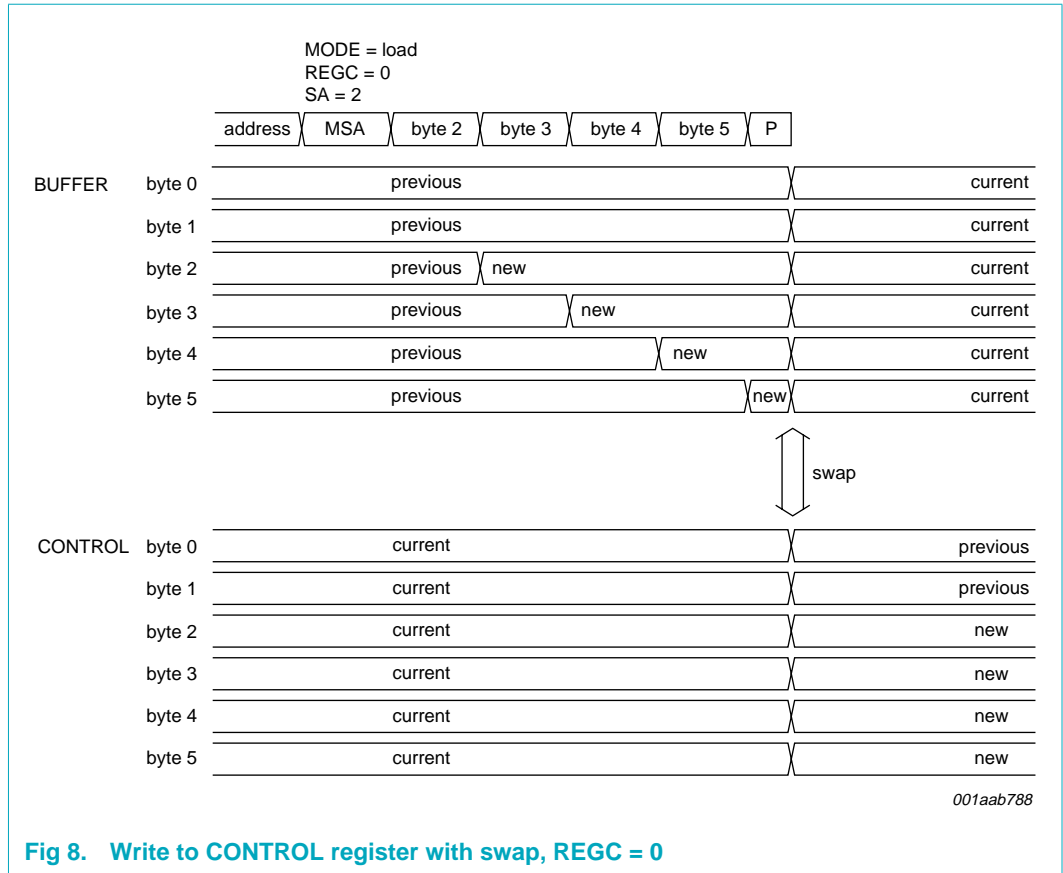 MODE = load
REGC = 0
SA = 2
address MSA byte 2 byte 3 byte 4 byte 5 P
BUFFER byte 0 previous current
byte 1 previous current
byte 2 previous new current
byte 3 previous new current
byte 4 previous new current
byte 5 previous new current
swap
CONTROL byte 0 current previous
byte 1 current previous
byte 2 current new
byte 3 current new
byte 4 current new
byte 5 current new
001aab788
Fig 8. Write to CONTROL register with swap, REGC = 0